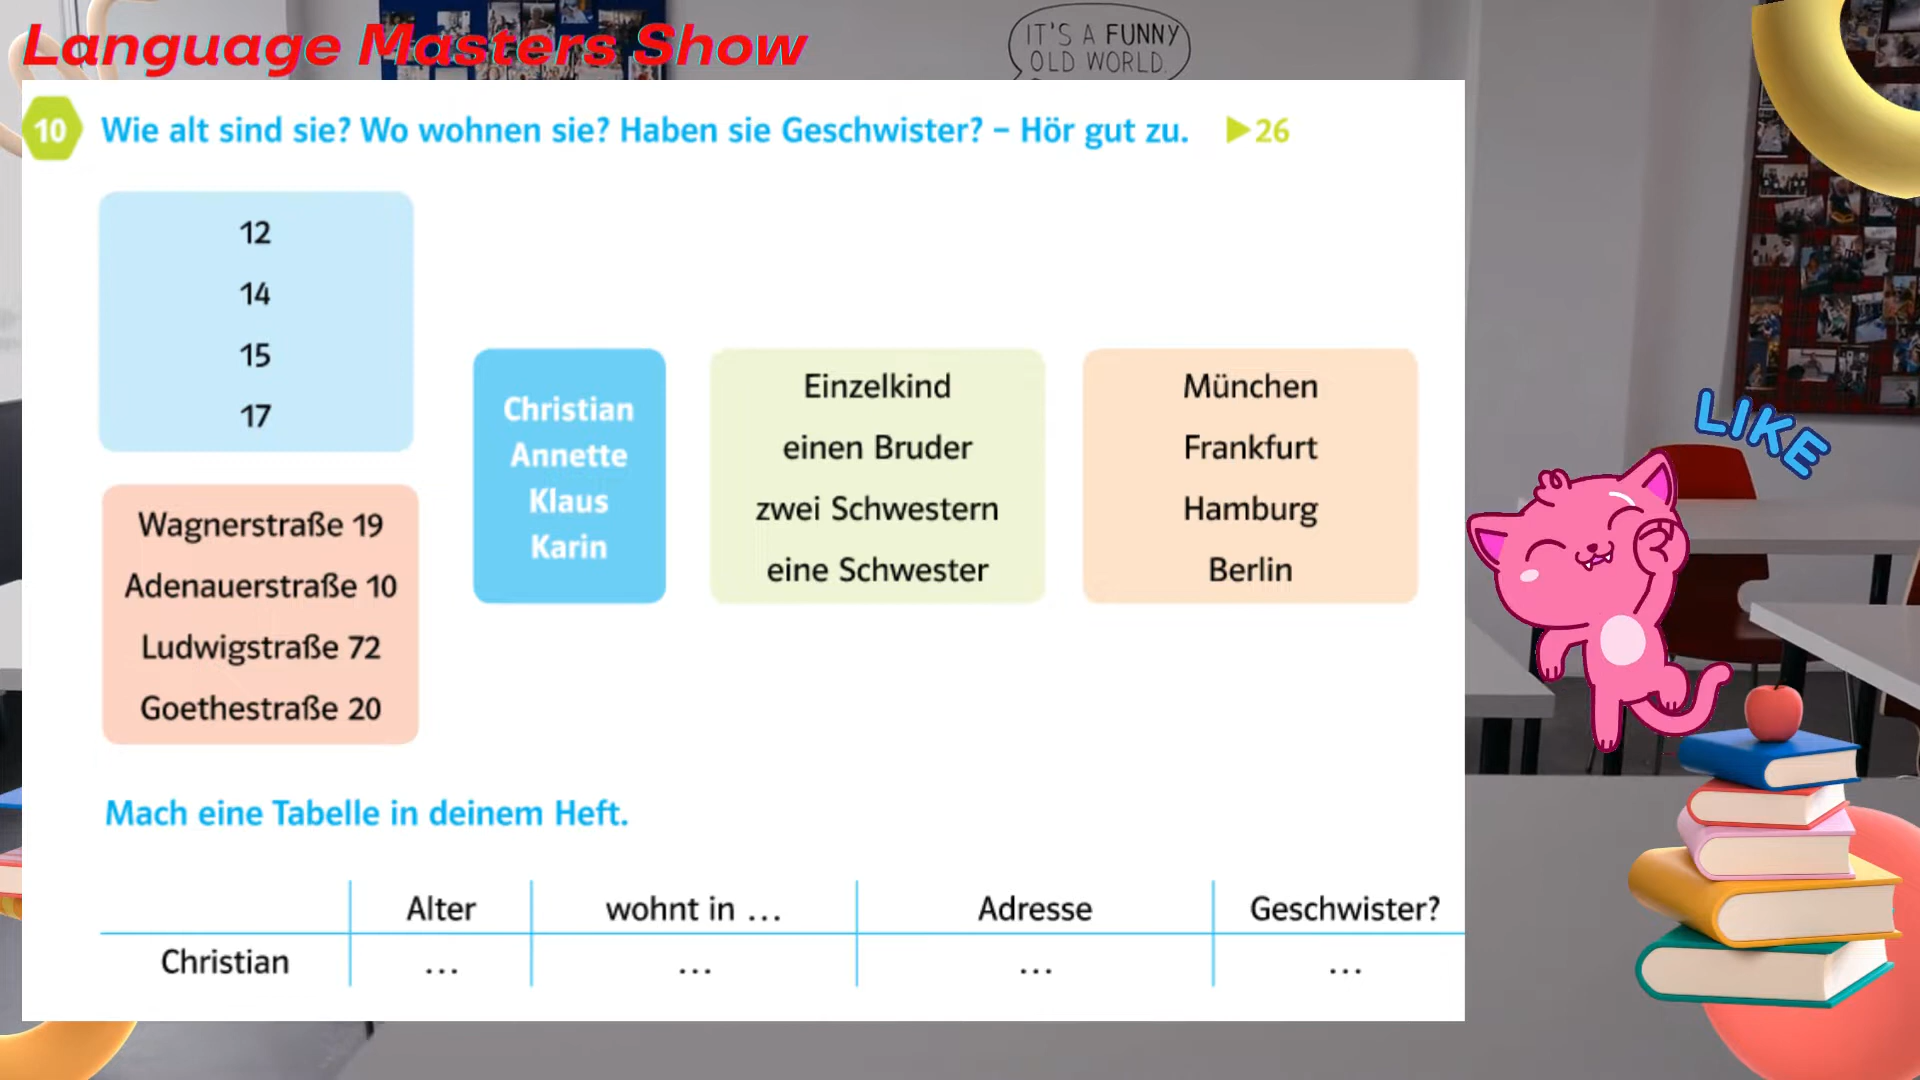 Language Masters Show
IT'S A FUNNY
OLD WORLD.
10 Wie alt sind sie? Wo wohnen sie? Haben sie Geschwister? – Hör gut zu. ▶26
12
14
15
17
Wagnerstraße 19
Adenauerstraße 10
Ludwigstraße 72
Goethestraße 20
Christian
Annette
Klaus
Karin
Einzelkind
einen Bruder
zwei Schwestern
eine Schwester
München
Frankfurt
Hamburg
Berlin
LIKE
Mach eine Tabelle in deinem Heft.
Alter wohnt in … Adresse Geschwister?
Christian … … … …